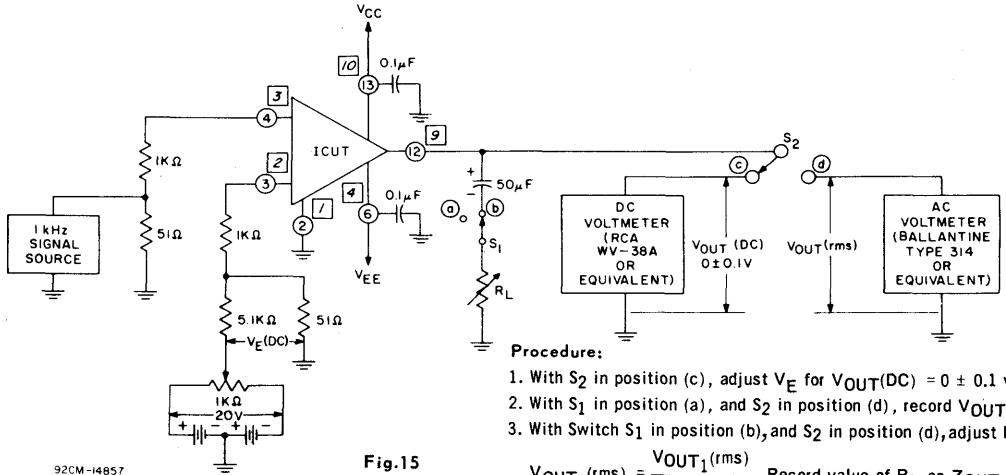 VCC
10
13
0.1μF
3
4
ICUT
9
12
S2
1KΩ
2
3
4
0.1μF
+
-
50μF
a
b
c
d
1
2
6
1 kHz
SIGNAL
SOURCE
51Ω
1KΩ
VEE
S1
RL
DC
VOLTMETER
(RCA
WV-38A
OR
EQUIVALENT)
VOUT (DC)
0±0.1V
VOUT(rms)
AC
VOLTMETER
(BALLANTINE
TYPE 314
OR
EQUIVALENT)
5.1KΩ
51Ω
VE(DC)
1KΩ
20V
+ - + -
Procedure:
1. With S2 in position (c), adjust VE for VOUT(DC) = 0 ± 0.1
2. With S1 in position (a), and S2 in position (d), record VOUT
3. With Switch S1 in position (b), and S2 in position (d), adjust
VOUT1(rms)
VOUT (rms) =
Record value of RL as
92CM-14857
Fig.15